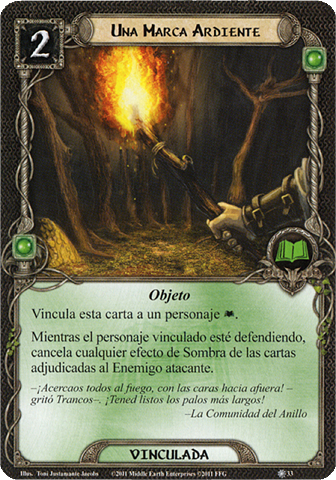 UNA MARCA ARDIENTE
2
Objeto
Vincula esta carta a un personaje .
Mientras el personaje vinculado esté defendiendo,
cancela cualquier efecto de Sombra de las cartas
adjudicadas al Enemigo atacante.
–¡Acercaos todos al fuego, con las caras hacia afuera! –
gritó Trancos–. ¡Tened listos los palos más largos!
–La Comunidad del Anillo
VINCULADA
Illus. Toni Justamante Jacobs
©2011 Middle Earth Enterprises ©2011 FFG
33